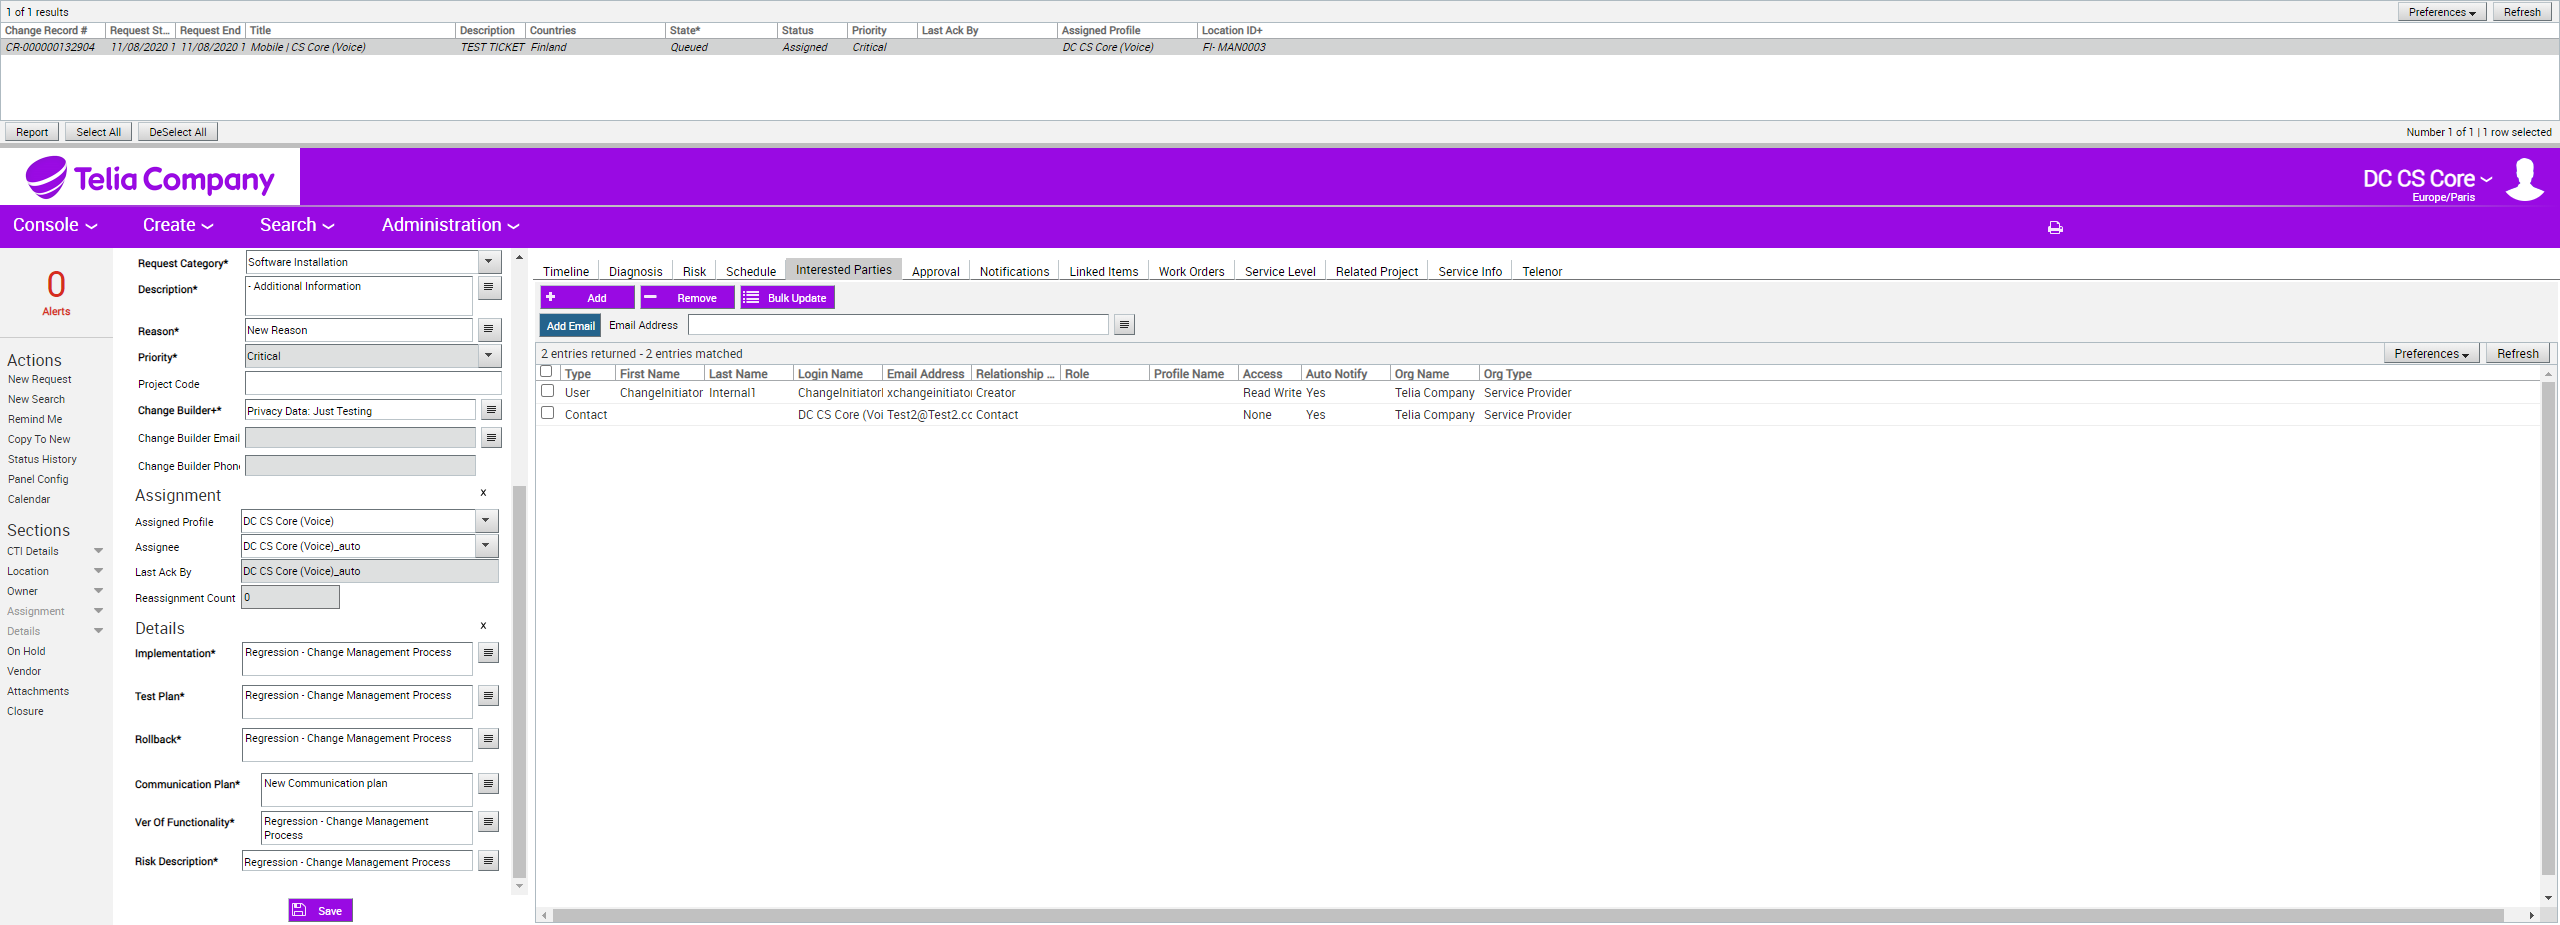 1 of 1 results
Preferences
Refresh
Change Record # Request St... Request End Title Description Countries State* Status Priority Last Ack By Assigned Profile Location ID+
CR-000000132904 11/08/2020 1 11/08/2020 1 Mobile | CS Core (Voice) TEST TICKET Finland Queued Assigned Critical DC CS Core (Voice) FI- MAN0003
Report Select All DeSelect All
Number 1 of 1 | 1 row selected
Telia Company
DC CS Core
Europe/Paris
Console Create Search Administration
0
Alerts
Actions
New Request
New Search
Remind Me
Copy To New
Status History
Panel Config
Calendar
Sections
CTI Details
Location
Owner
Assignment
Details
On Hold
Vendor
Attachments
Closure
Request Category* Software Installation
Description* - Additional Information
Reason* New Reason
Priority* Critical
Project Code
Change Builder+* Privacy Data: Just Testing
Change Builder Email
Change Builder Phon
Assignment x
Assigned Profile DC CS Core (Voice)
Assignee DC CS Core (Voice)_auto
Last Ack By DC CS Core (Voice)_auto
Reassignment Count 0
Details x
Implementation* Regression - Change Management Process
Test Plan* Regression - Change Management Process
Rollback* Regression - Change Management Process
Communication Plan* New Communication plan
Ver Of Functionality* Regression - Change Management
Process
Risk Description* Regression - Change Management Process
Save
Timeline Diagnosis Risk Schedule Interested Parties Approval Notifications Linked Items Work Orders Service Level Related Project Service Info Telenor
Add Remove Bulk Update
Add Email Email Address
2 entries returned - 2 entries matched
Preferences Refresh
Type First Name Last Name Login Name Email Address Relationship ... Role Profile Name Access Auto Notify Org Name Org Type
User ChangeInitiator Internal1 ChangeInitiatorI xchangeinitiator Creator Read Write Yes Telia Company Service Provider
Contact DC CS Core (Voi Test2@Test2.cc Contact None Yes Telia Company Service Provider